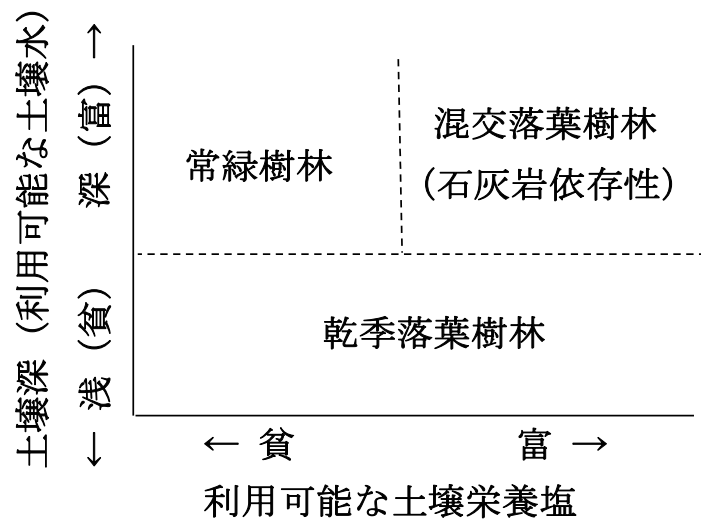 土壌深（利用可能な土壌水）
← 浅（貧） 深（富） →
常緑樹林
混交落葉樹林
（石灰岩依存性）
乾季落葉樹林
← 貧 富 →
利用可能な土壌栄養塩